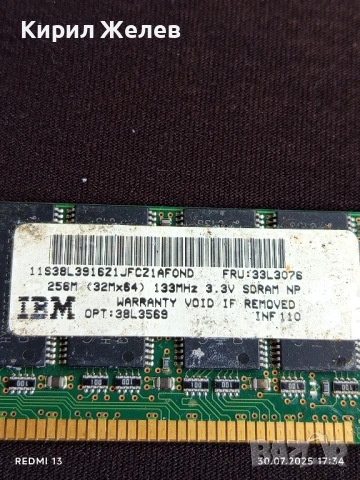 Кирил Желев
11S38L3916Z1JFCZ1AF0ND FRU:33L3076
256M (32Mx64) 133MHz 3.3V SDRAM NP
WARRANTY VOID IF REMOVED
IBM OPT:38L3569 INF110
REDMI 13
30.07.2025 17:34